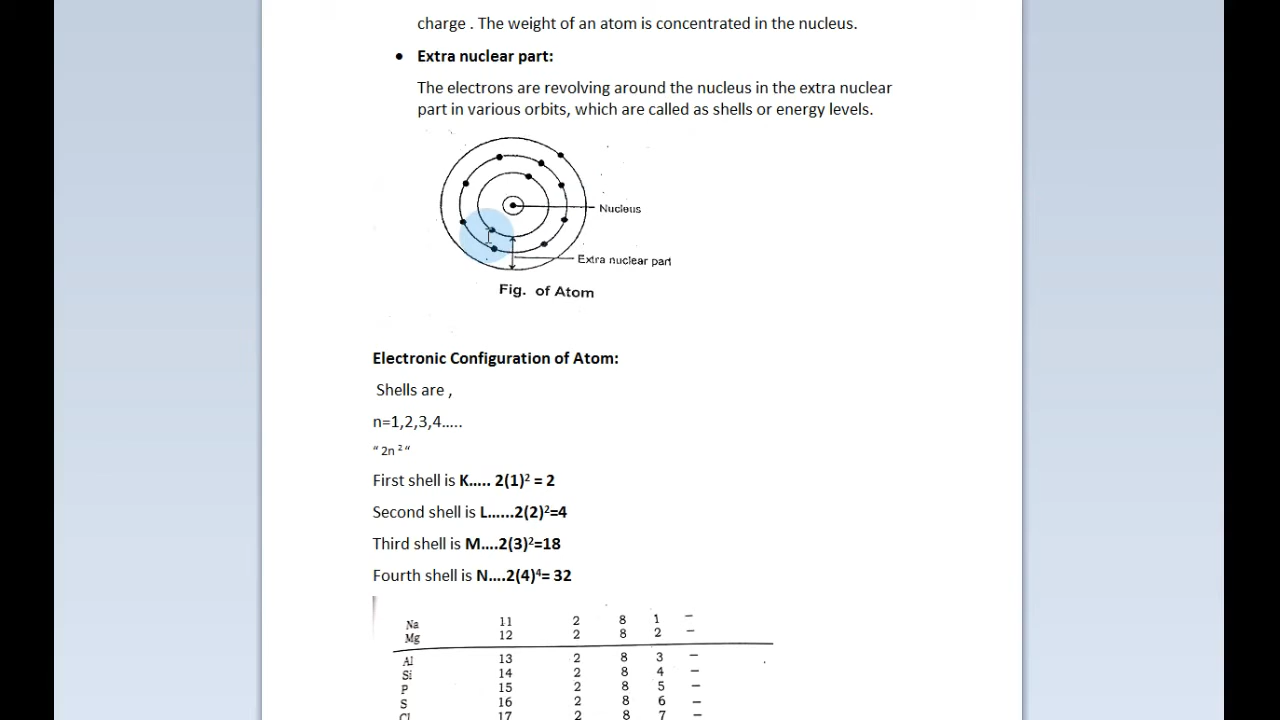 charge . The weight of an atom is concentrated in the nucleus.
• Extra nuclear part:
The electrons are revolving around the nucleus in the extra nuclear
part in various orbits, which are called as shells or energy levels.
Nucleus
Extra nuclear part
Fig. of Atom
Electronic Configuration of Atom:
Shells are ,
n=1,2,3,4.....
" 2n ² "
First shell is K..... 2(1)² = 2
Second shell is L......2(2)²=4
Third shell is M....2(3)²=18
Fourth shell is N....2(4)⁴= 32
Na 11 2 8 1 –
Mg 12 2 8 2 –
Al 13 2 8 3 –
Si 14 2 8 4 –
P 15 2 8 5 –
S 16 2 8 6 –
Cl 17 2 8 7 –